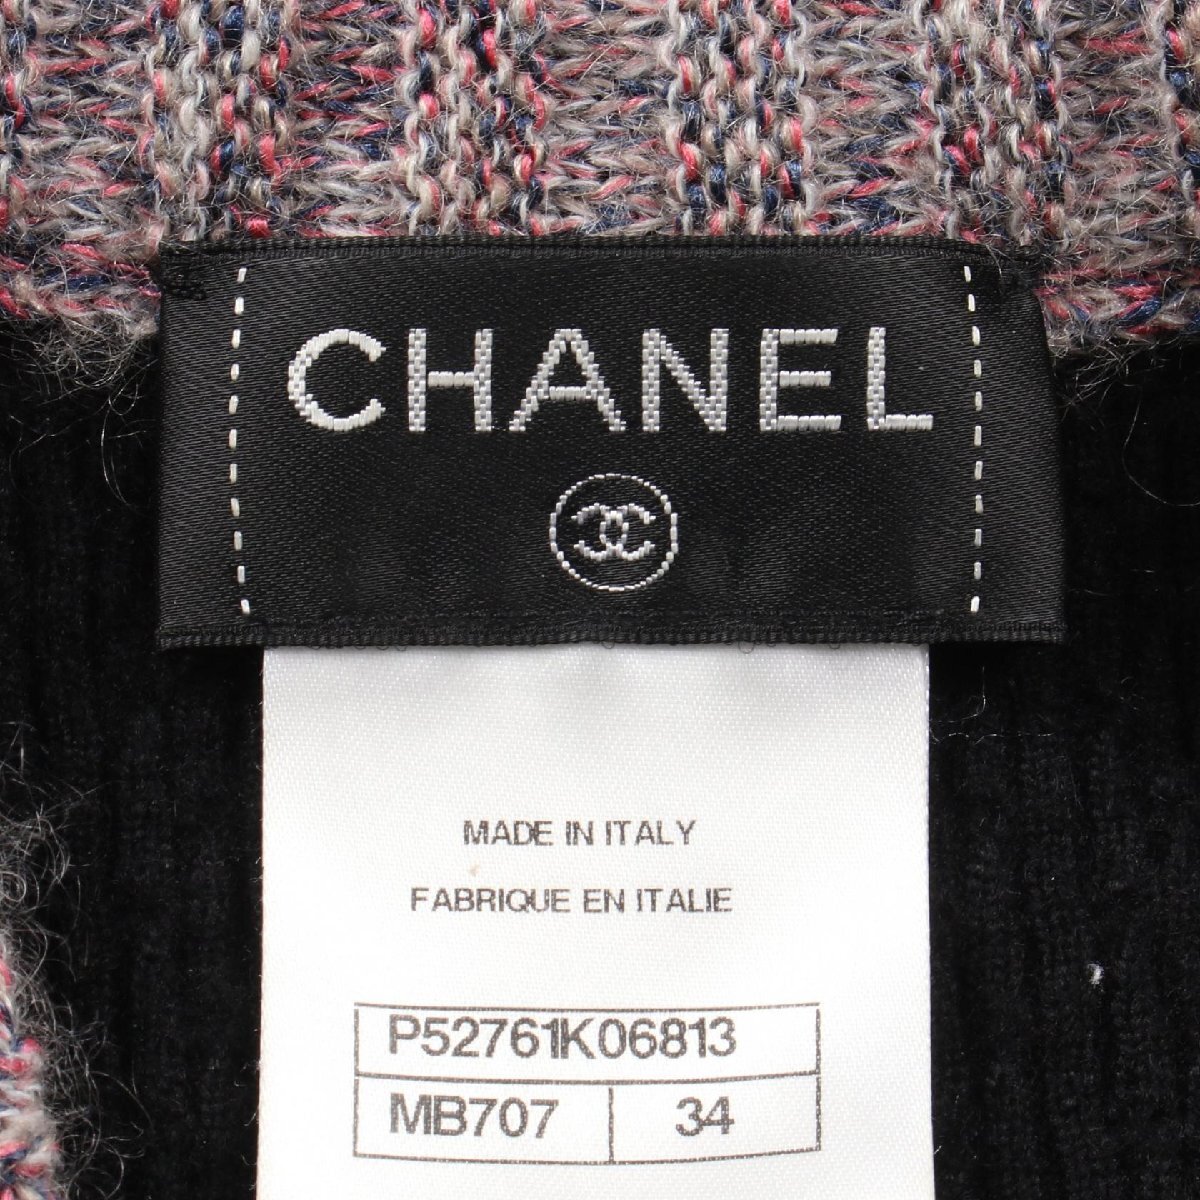 CHANEL
MADE IN ITALY
FABRIQUE EN ITALIE
P52761K06813
MB707 34